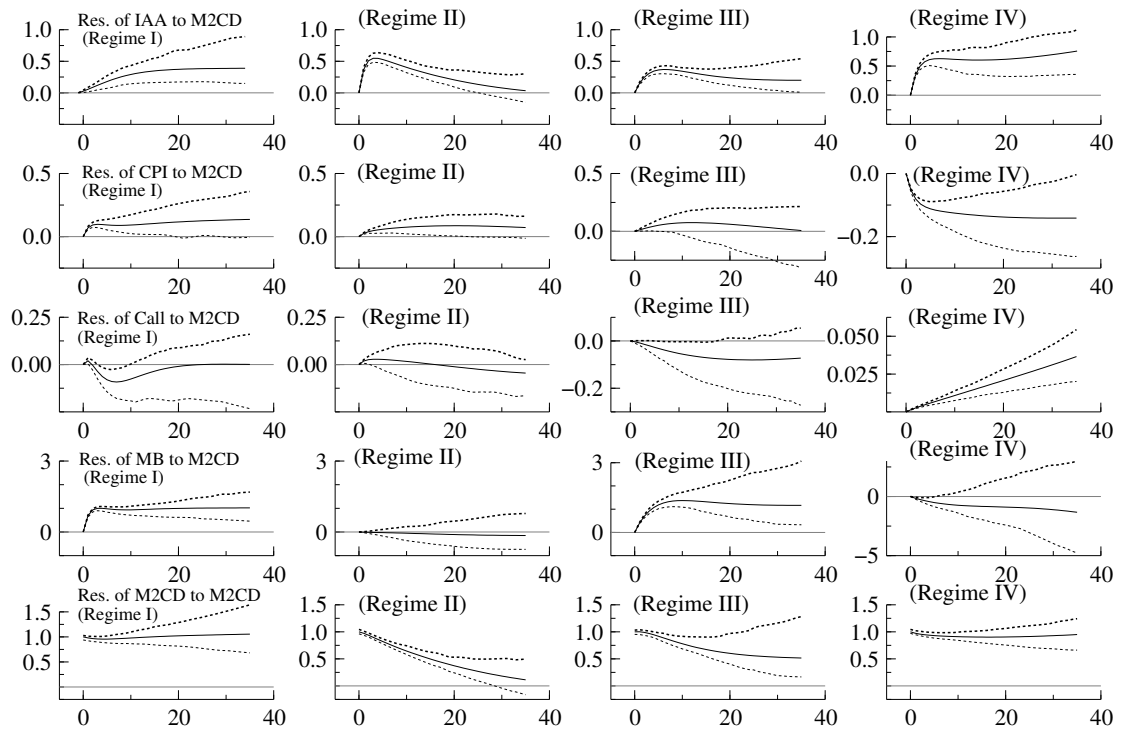 Res. of IAA to M2CD
(Regime I)
1.0
0.5
0.0
0 20 40
(Regime II)
1.0
0.5
0.0
0 20 40
(Regime III)
1.0
0.5
0.0
0 20 40
(Regime IV)
1.0
0.5
0.0
0 20 40
Res. of CPI to M2CD
(Regime I)
0.5
0.0
0 20 40
(Regime II)
0.5
0.0
0 20 40
(Regime III)
0.5
0.0
0 20 40
(Regime IV)
0.0
−0.2
0 20 40
Res. of Call to M2CD
(Regime I)
0.25
0.00
0 20 40
(Regime II)
0.25
0.00
0 20 40
(Regime III)
0.0
−0.2
0 20 40
(Regime IV)
0.050
0.025
0 20 40
Res. of MB to M2CD
(Regime I)
3
0
0 20 40
(Regime II)
3
0
0 20 40
(Regime III)
3
0
0 20 40
(Regime IV)
0
−5
0 20 40
Res. of M2CD to M2CD
(Regime I)
1.5
1.0
0.5
0 20 40
(Regime II)
1.5
1.0
0.5
0 20 40
(Regime III)
1.5
1.0
0.5
0 20 40
(Regime IV)
1.5
1.0
0.5
0 20 40